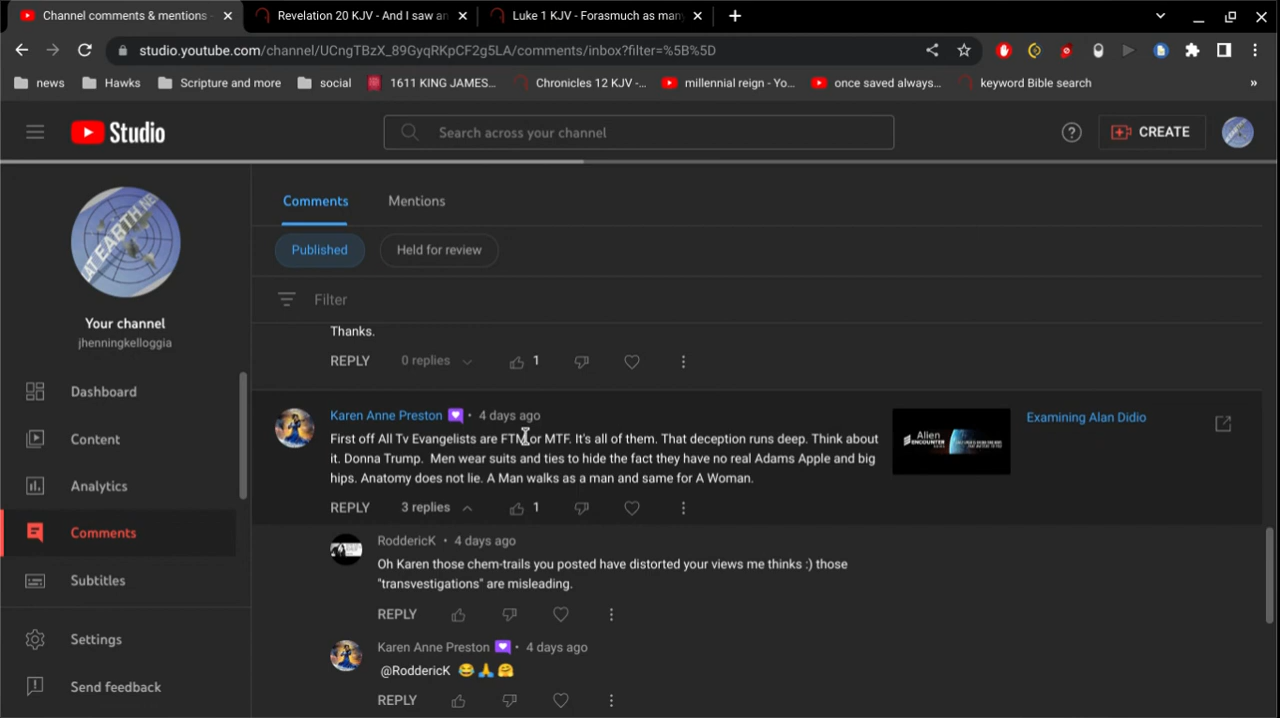 Channel comments & mentions -
Revelation 20 KJV - And I saw an
Luke 1 KJV - Forasmuch as many
studio.youtube.com/channel/UCngTBzX_89GyqRKpCF2g5LA/comments/inbox?filter=%5B%5D
news
Hawks
Scripture and more
social
1611 KING JAMES...
Chronicles 12 KJV -...
millennial reign - Yo...
once saved always...
keyword Bible search
»
Studio
Search across your channel
CREATE
AT EARTH NE
Your channel
jhenningkelloggia
Dashboard
Content
Analytics
Comments
Subtitles
Settings
Send feedback
Comments
Mentions
Published
Held for review
Filter
Thanks.
REPLY
0 replies
1
Karen Anne Preston • 4 days ago
First off All Tv Evangelists are FTM or MTF. It's all of them. That deception runs deep. Think about
it. Donna Trump. Men wear suits and ties to hide the fact they have no real Adams Apple and big
hips. Anatomy does not lie. A Man walks as a man and same for A Woman.
Alien
ENCOUNTER
Examining Alan Didio
REPLY
3 replies
1
RoddericK • 4 days ago
Oh Karen those chem-trails you posted have distorted your views me thinks :) those
"transvestigations" are misleading.
REPLY
Karen Anne Preston • 4 days ago
@RoddericK 😂🙏🤗
REPLY